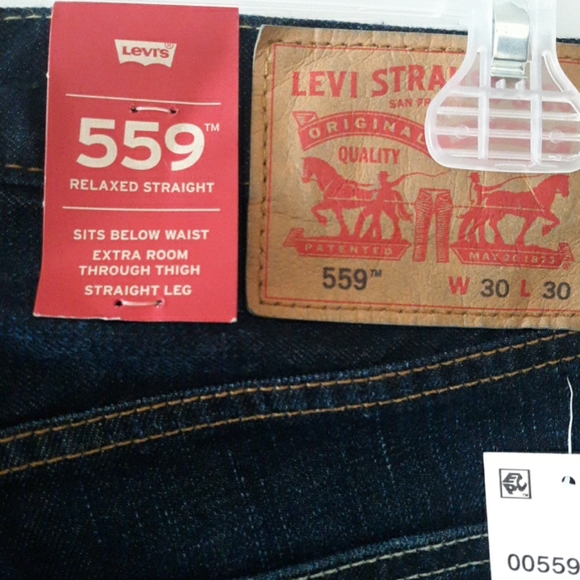 Levi's
559™
RELAXED STRAIGHT
SITS BELOW WAIST
EXTRA ROOM
THROUGH THIGH
STRAIGHT LEG
LEVI STRA
SAN FR
ORIGINAL
QUALITY
PATENTED
MAY 20 1873
559™
W 30 L 30
EPC
00559